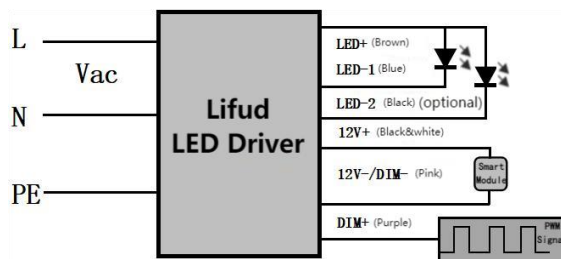 L
Vac
N
PE
Lifud
LED Driver
LED+ (Brown)
LED-1 (Blue)
LED-2 (Black) (optional)
12V+ (Black&white)
12V-/DIM- (Pink)
Smart
Module
DIM+ (Purple)
PWM
Signa